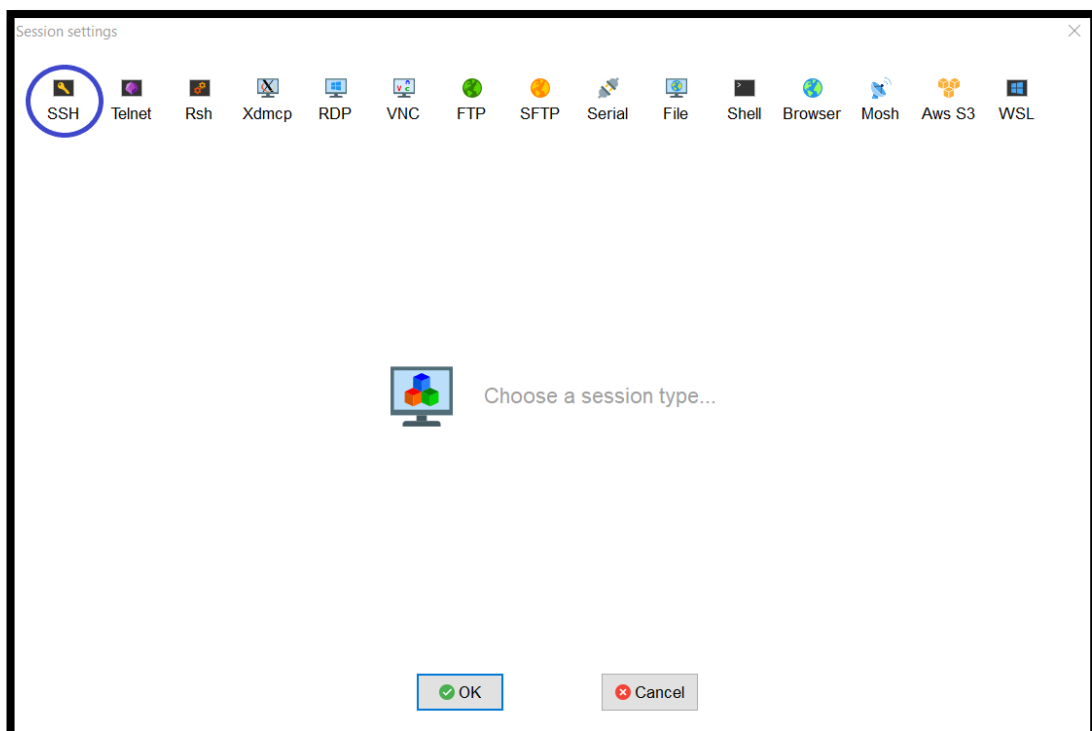 Session settings
SSH Telnet Rsh Xdmcp RDP VNC FTP SFTP Serial File Shell Browser Mosh Aws S3 WSL
Choose a session type...
OK Cancel